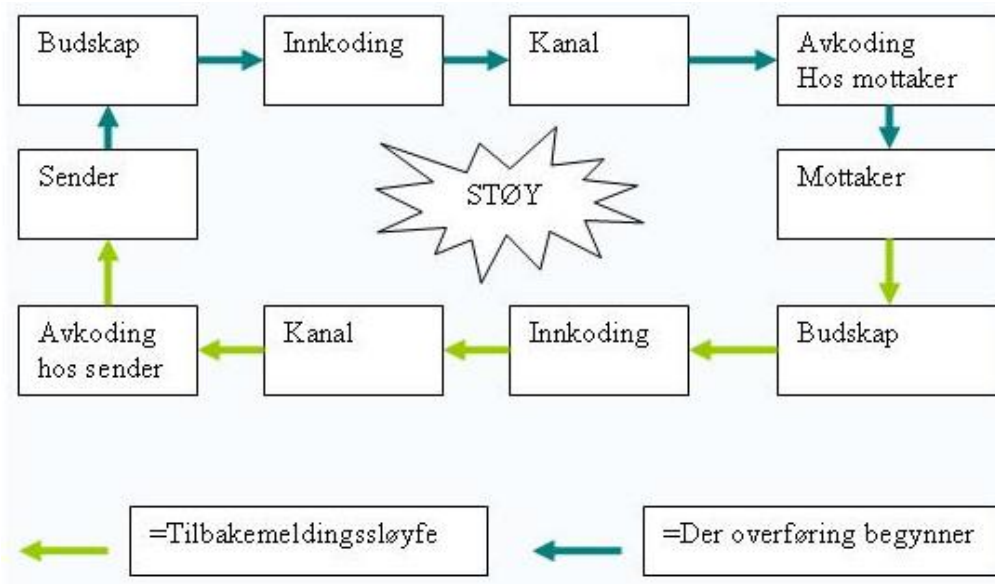 Budskap
Innkoding
Kanal
Avkoding
Hos mottaker
Sender
STØY
Mottaker
Avkoding
hos sender
Kanal
Innkoding
Budskap
=Tilbakemeldingssløyfe
=Der overføring begynner